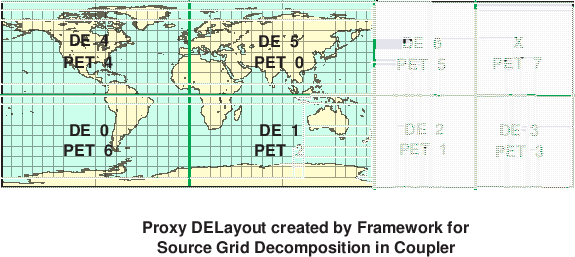 DE 4
PET 4
DE 5
PET 0
DE 6
PET 5
X
PET 7
DE 0
PET 6
DE 1
PET 2
DE 2
PET 1
DE-3
PET-3
Proxy DELayout created by Framework for
Source Grid Decomposition in Coupler